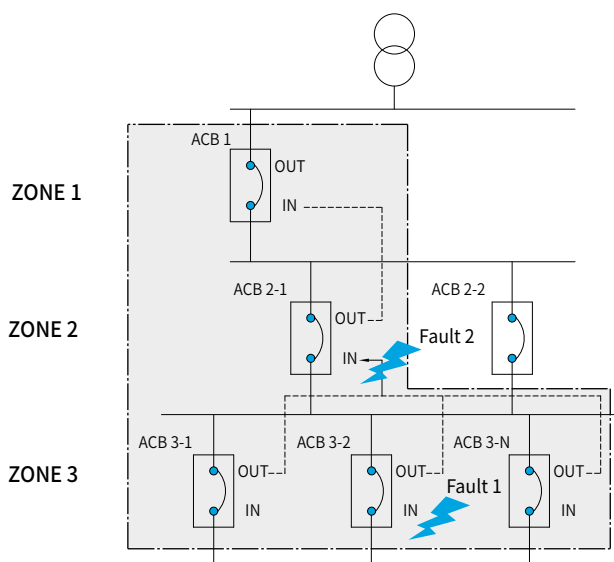 ACB 1
OUT
ZONE 1
IN
ACB 2-1
ACB 2-2
OUT
ZONE 2
Fault 2
IN
ACB 3-1
ACB 3-2
ACB 3-N
OUT
OUT
OUT
ZONE 3
Fault 1
IN
IN
IN